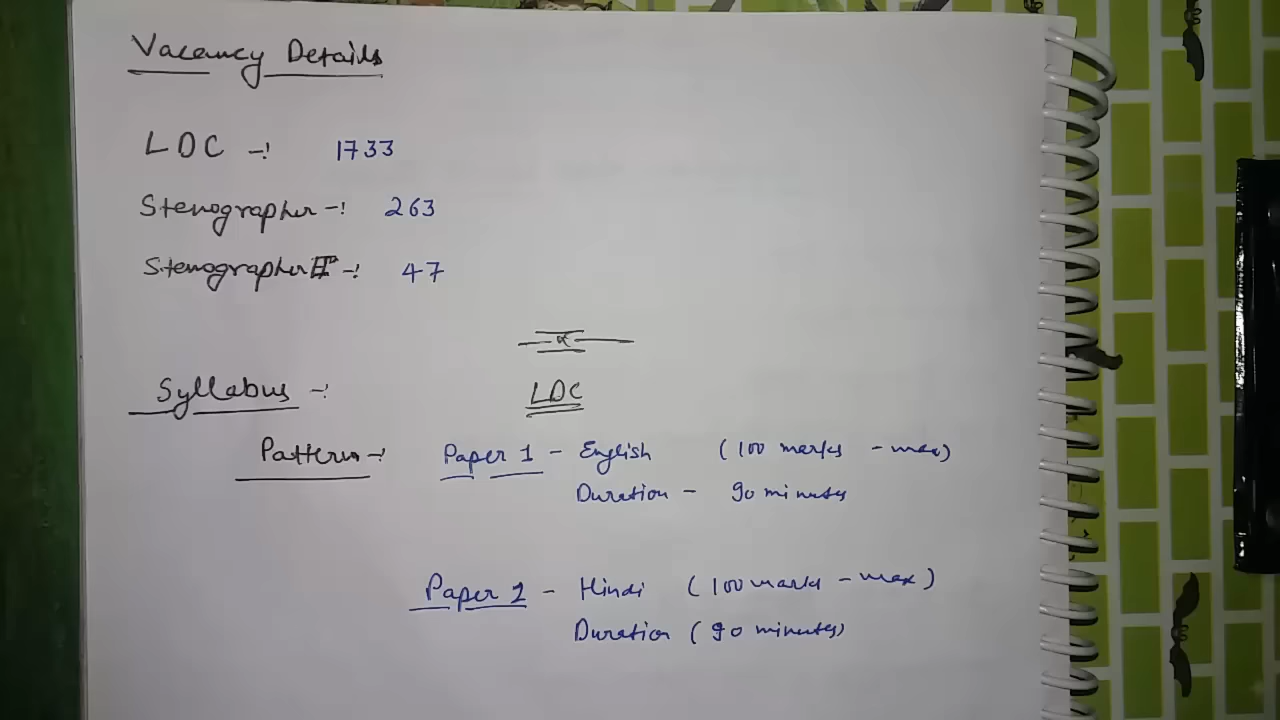 Vacancy Details
LDC -: 1733
Stenographer -: 263
Stenographer II -: 47
Syllabus -: LDC
Pattern -: Paper 1 - English (100 marks - max)
Duration - 90 minutes
Paper 2 - Hindi (100 marks - max)
Duration (90 minutes)